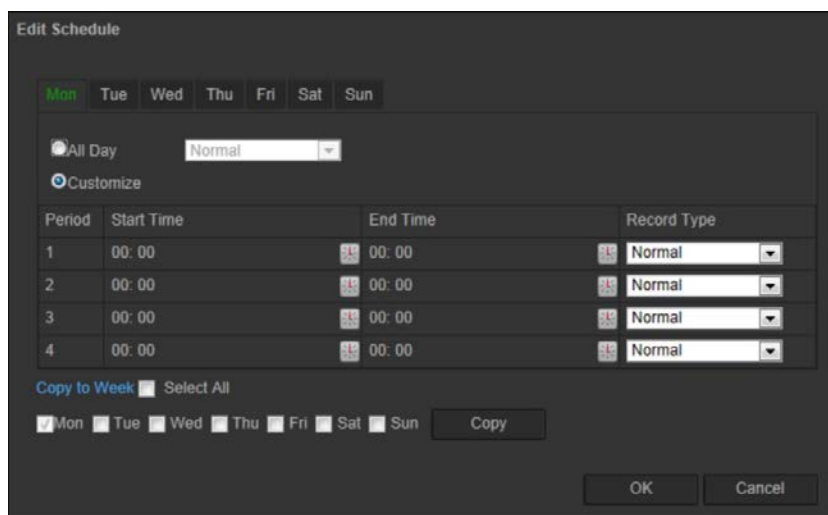 Edit Schedule
Mon Tue Wed Thu Fri Sat Sun
All Day Normal
Customize
Period Start Time End Time Record Type
1 00: 00 00: 00 Normal
2 00: 00 00: 00 Normal
3 00: 00 00: 00 Normal
4 00: 00 00: 00 Normal
Copy to Week Select All
Mon Tue Wed Thu Fri Sat Sun Copy
OK Cancel